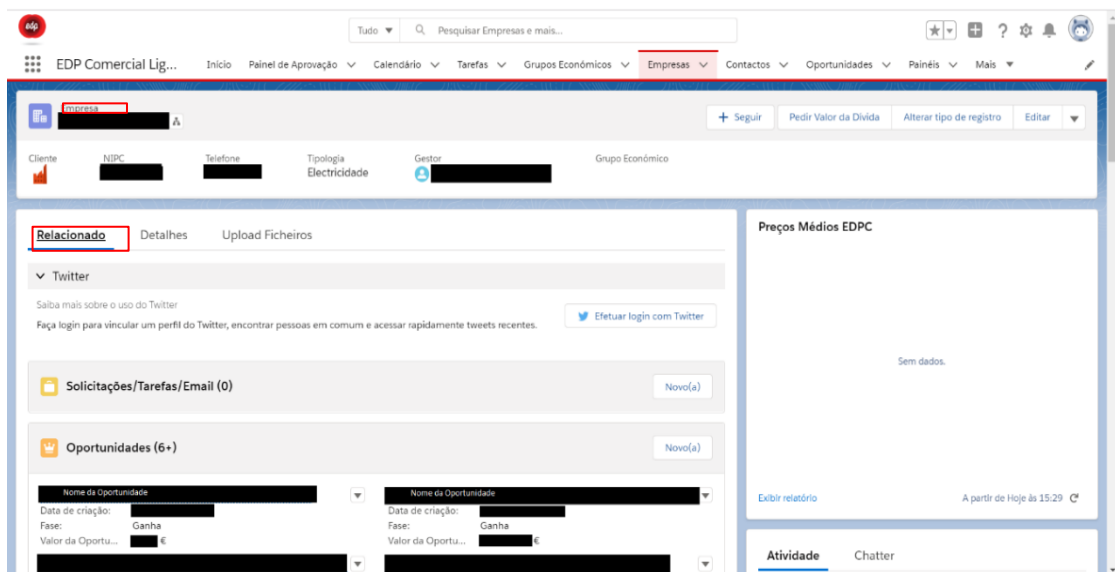 edp
Tudo
Pesquisar Empresas e mais...
EDP Comercial Lig... Início Painel de Aprovação Calendário Tarefas Grupos Económicos Empresas Contactos Oportunidades Painéis Mais
Empresa
+ Seguir Pedir Valor da Dívida Alterar tipo de registro Editar
Cliente NIPC Telefone Tipologia Gestor Grupo Económico
Electricidade
Relacionado Detalhes Upload Ficheiros
Twitter
Saiba mais sobre o uso do Twitter
Faça login para vincular um perfil do Twitter, encontrar pessoas em comum e acessar rapidamente tweets recentes.
Efetuar login com Twitter
Solicitações/Tarefas/Email (0)
Novo(a)
Oportunidades (6+)
Novo(a)
Nome da Oportunidade
Data de criação:
Fase: Ganha
Valor da Oportu... €
Nome da Oportunidade
Data de criação:
Fase: Ganha
Valor da Oportu... €
Preços Médios EDPC
Sem dados.
Exibir relatório A partir de Hoje às 15:29
Atividade Chatter